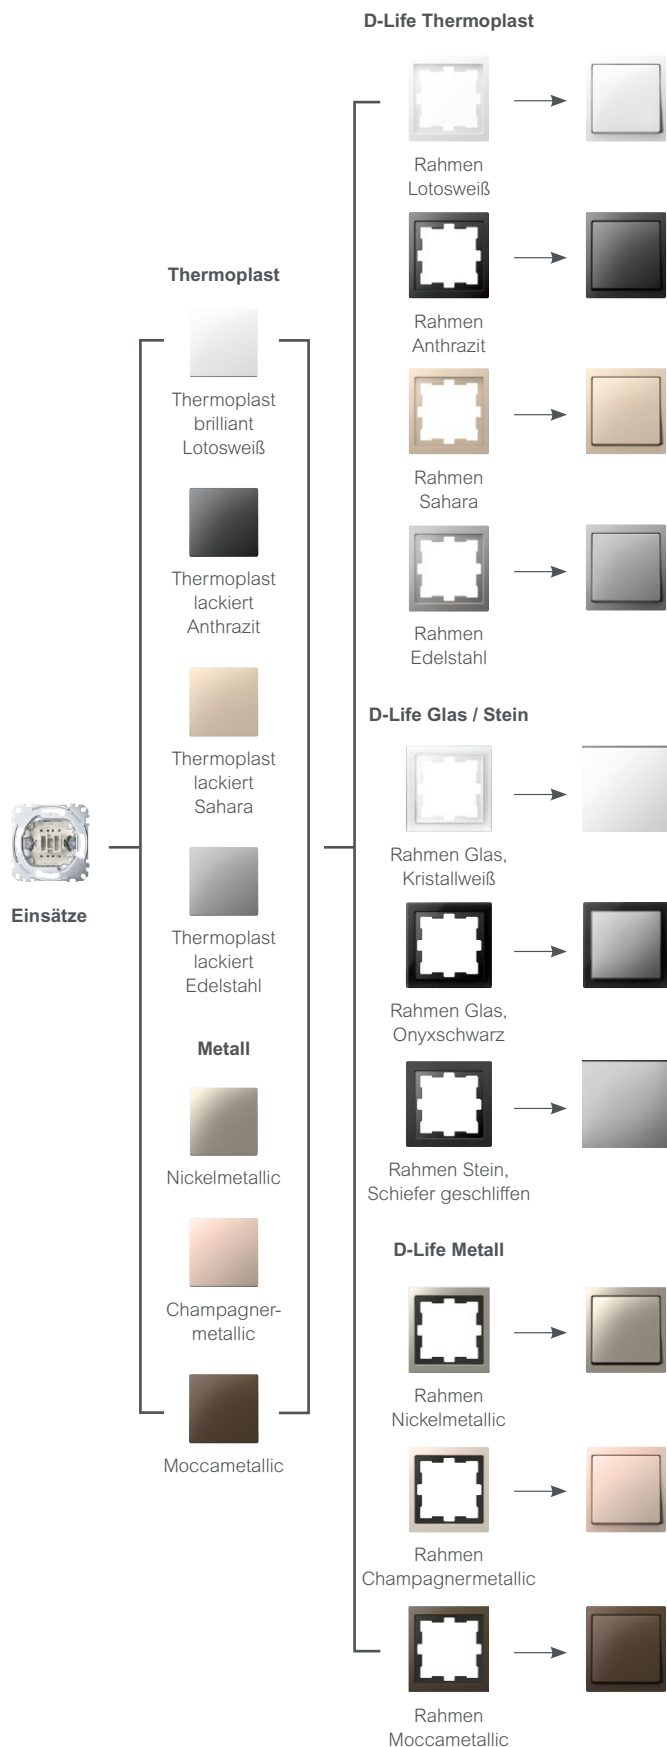 Einsätze
Thermoplast
Thermoplast
brilliant
Lotosweiß
Thermoplast
lackiert
Anthrazit
Thermoplast
lackiert
Sahara
Thermoplast
lackiert
Edelstahl
Metall
Nickelmetallic
Champagner-
metallic
Moccametallic
D-Life Thermoplast
Rahmen
Lotosweiß
Rahmen
Anthrazit
Rahmen
Sahara
Rahmen
Edelstahl
D-Life Glas / Stein
Rahmen Glas,
Kristallweiß
Rahmen Glas,
Onyxschwarz
Rahmen Stein,
Schiefer geschliffen
D-Life Metall
Rahmen
Nickelmetallic
Rahmen
Champagnermetallic
Rahmen
Moccametallic